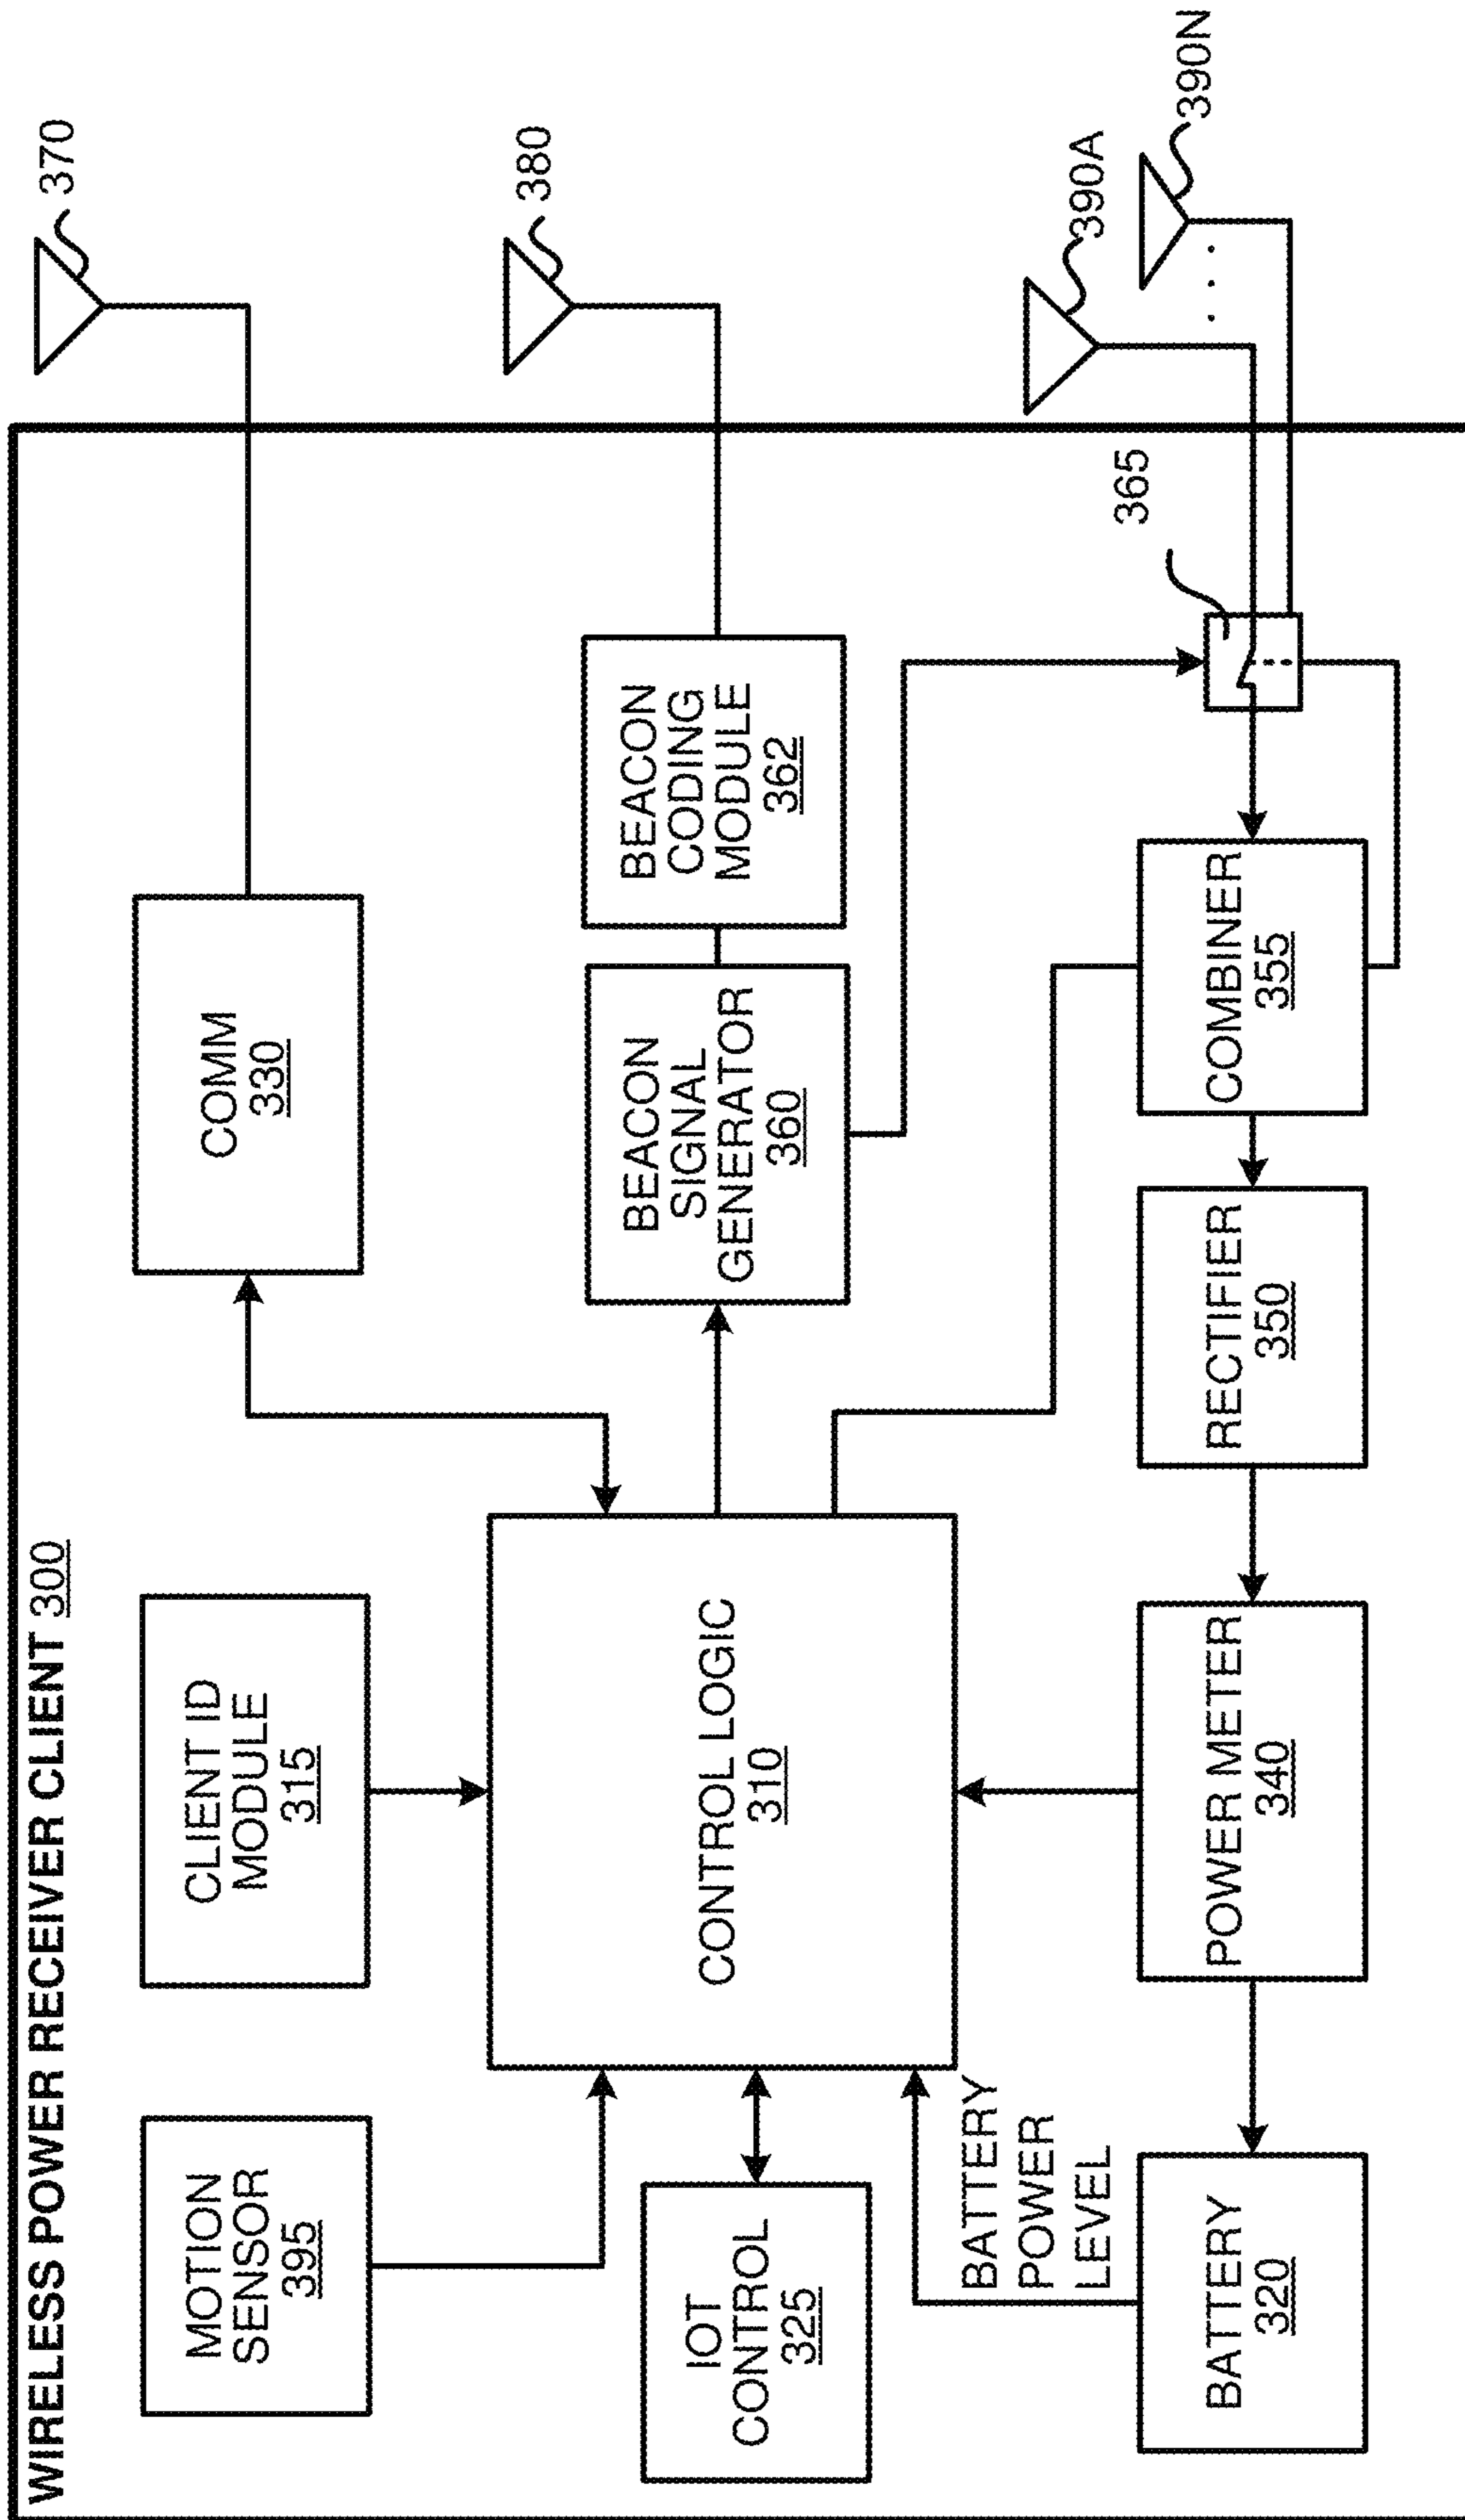 WIRELESS POWER RECEIVER CLIENT 300
MOTION
SENSOR
395
CLIENT ID
MODULE
315
COMM
330
370
IOT
CONTROL
325
CONTROL LOGIC
310
BEACON
SIGNAL
GENERATOR
360
BEACON
CODING
MODULE
362
380
BATTERY
POWER
LEVEL
BATTERY
320
POWER METER
340
RECTIFIER
350
COMBINER
355
365
390A
. . .
390N